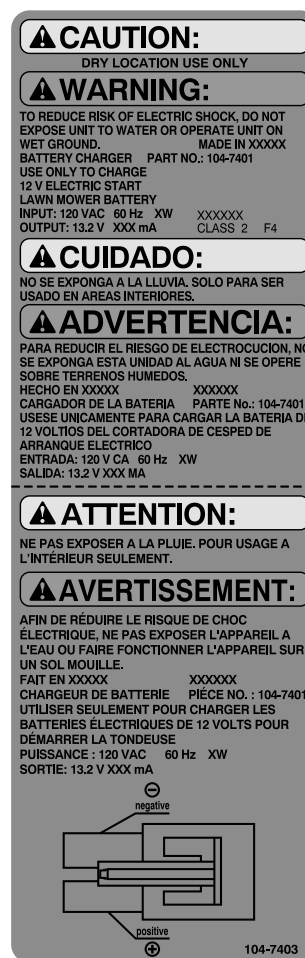 CAUTION:
DRY LOCATION USE ONLY
WARNING:
TO REDUCE RISK OF ELECTRIC SHOCK, DO NOT
EXPOSE UNIT TO WATER OR OPERATE UNIT ON
WET GROUND. MADE IN XXXXX
BATTERY CHARGER PART NO.: 104-7401
USE ONLY TO CHARGE
12 V ELECTRIC START
LAWN MOWER BATTERY
INPUT: 120 VAC 60 Hz XW XXXXXX
OUTPUT: 13.2 V XXX mA CLASS 2 F4
CUIDADO:
NO SE EXPONGA A LA LLUVIA. SOLO PARA SER
USADO EN AREAS INTERIORES.
ADVERTENCIA:
PARA REDUCIR EL RIESGO DE ELECTROCUCION, NO
SE EXPONGA ESTA UNIDAD AL AGUA NI SE OPERE
SOBRE TERRENOS HUMEDOS.
HECHO EN XXXXX XXXXXX
CARGADOR DE LA BATERIA PARTE No.: 104-7401
USESE UNICAMENTE PARA CARGAR LA BATERIA DE
12 VOLTIOS DEL CORTADORA DE CESPED DE
ARRANQUE ELECTRICO
ENTRADA: 120 V CA 60 Hz XW
SALIDA: 13.2 V XXX MA
ATTENTION:
NE PAS EXPOSER A LA PLUIE. POUR USAGE A
L'INTÉRIEUR SEULEMENT.
AVERTISSEMENT:
AFIN DE RÉDUIRE LE RISQUE DE CHOC
ÉLECTRIQUE, NE PAS EXPOSER L'APPAREIL A
L'EAU OU FAIRE FONCTIONNER L'APPAREIL SUR
UN SOL MOUILLE.
FAIT EN XXXXX XXXXXX
CHARGEUR DE BATTERIE PIÉCE NO. : 104-7401
UTILISER SEULEMENT POUR CHARGER LES
BATTERIES ÉLECTRIQUES DE 12 VOLTS POUR
DÉMARRER LA TONDEUSE
PUISSANCE : 120 VAC 60 Hz XW
SORTIE: 13.2 V XXX mA
negative
positive
104-7403